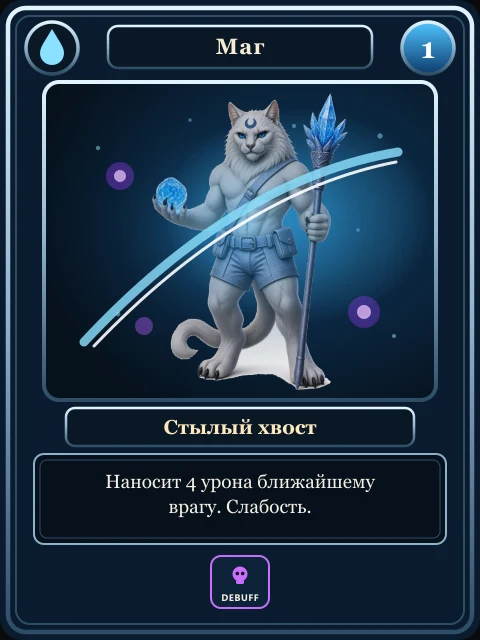 Маг
1
Стылый хвост
Наносит 4 урона ближайшему
врагу. Слабость.
DEBUFF